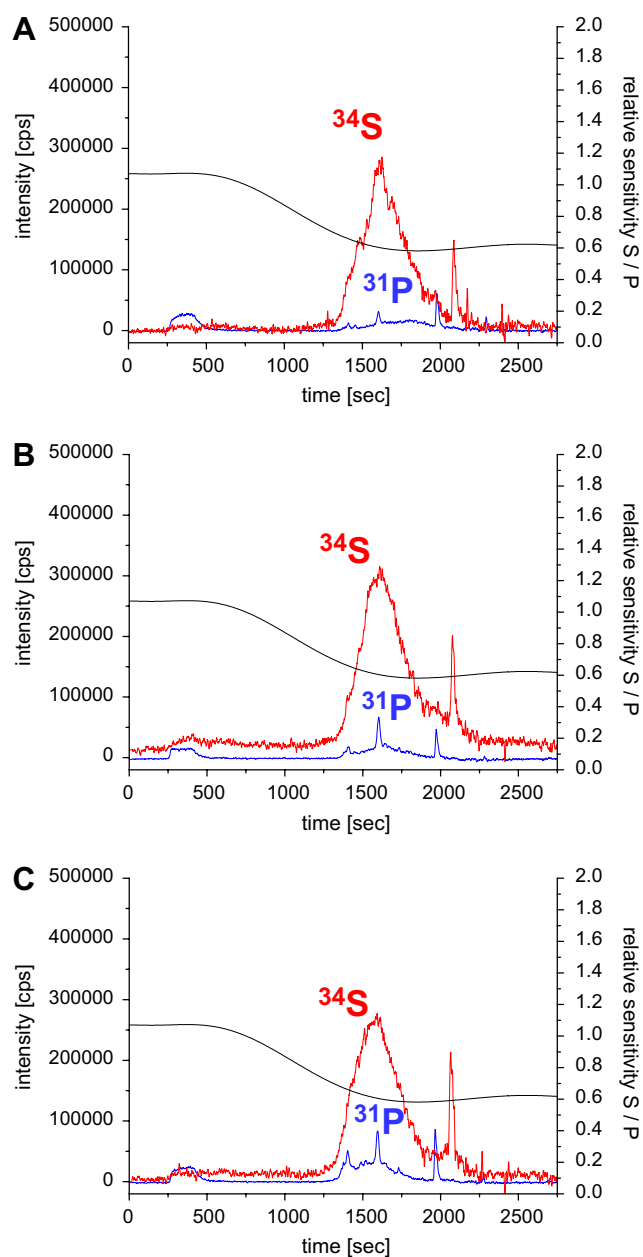 A
intensity [cps]
500000
400000
300000
200000
100000
0
34S
31P
2.0
1.8
1.6
1.4
1.2
1.0
0.8
0.6
0.4
0.2
0.0
relative sensitivity S / P
0 500 1000 1500 2000 2500
time [sec]
B
intensity [cps]
500000
400000
300000
200000
100000
0
34S
31P
2.0
1.8
1.6
1.4
1.2
1.0
0.8
0.6
0.4
0.2
0.0
relative sensitivity S / P
0 500 1000 1500 2000 2500
time [sec]
C
intensity [cps]
500000
400000
300000
200000
100000
0
34S
31P
2.0
1.8
1.6
1.4
1.2
1.0
0.8
0.6
0.4
0.2
0.0
relative sensitivity S / P
0 500 1000 1500 2000 2500
time [sec]